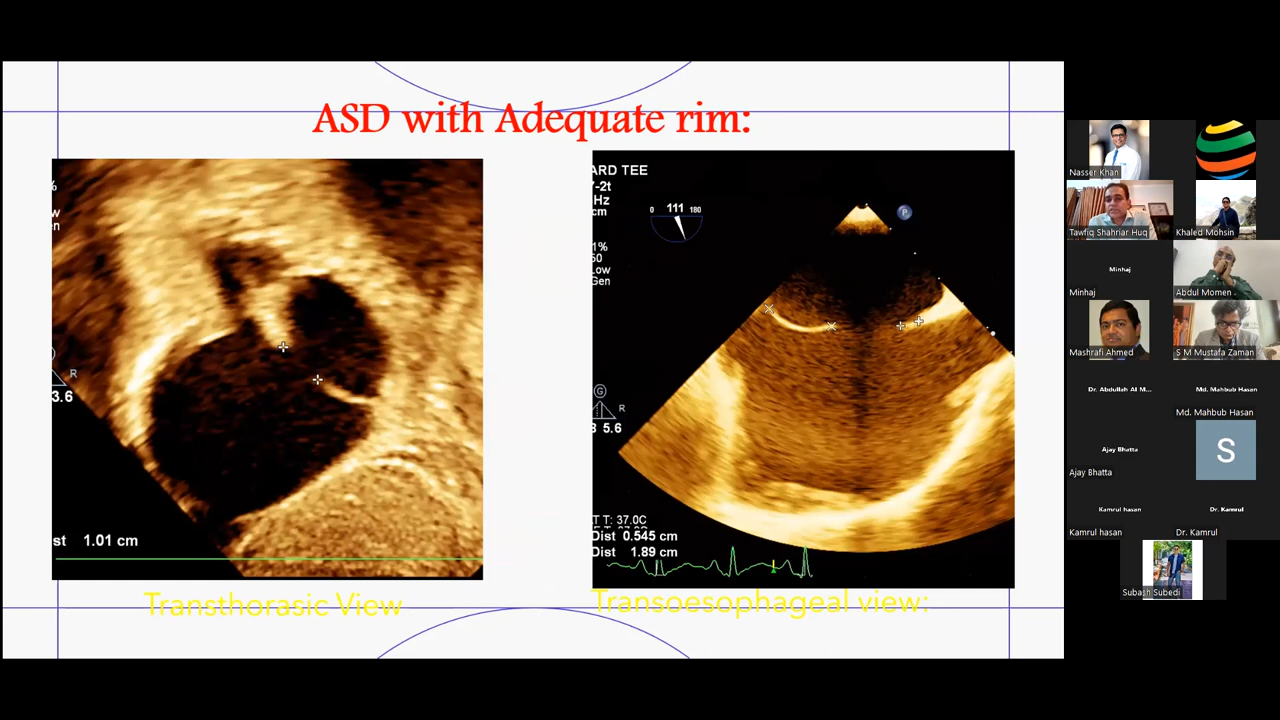 ASD with Adequate rim:
R
3.6
st 1.01 cm
Transthorasic View
ARD TEE
-2t
Hz
cm
0 111 180
P
1%
50
Low
Gen
G
R
5.6
T T: 37.0C
Dist 0.545 cm
Dist 1.89 cm
Transoesophageal view:
Nasser Khan
Tawfiq Shahriar Huq
Khaled Mohsin
Minhaj
Minhaj
Abdul Momen
Mashrafi Ahmed
S M Mustafa Zaman
Dr. Abdullah Al M...
Md. Mahbub Hasan
Md. Mahbub Hasan
Ajay Bhatta
Ajay Bhatta
S
Kamrul hasan
Dr. Kamrul
Kamrul hasan
Dr. Kamrul
Subash Subedi